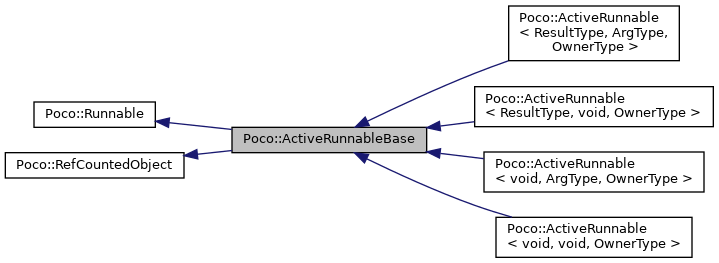 Poco::Runnable
Poco::RefCountedObject
Poco::ActiveRunnableBase
Poco::ActiveRunnable
< ResultType, ArgType,
OwnerType >
Poco::ActiveRunnable
< ResultType, void, OwnerType >
Poco::ActiveRunnable
< void, ArgType, OwnerType >
Poco::ActiveRunnable
< void, void, OwnerType >